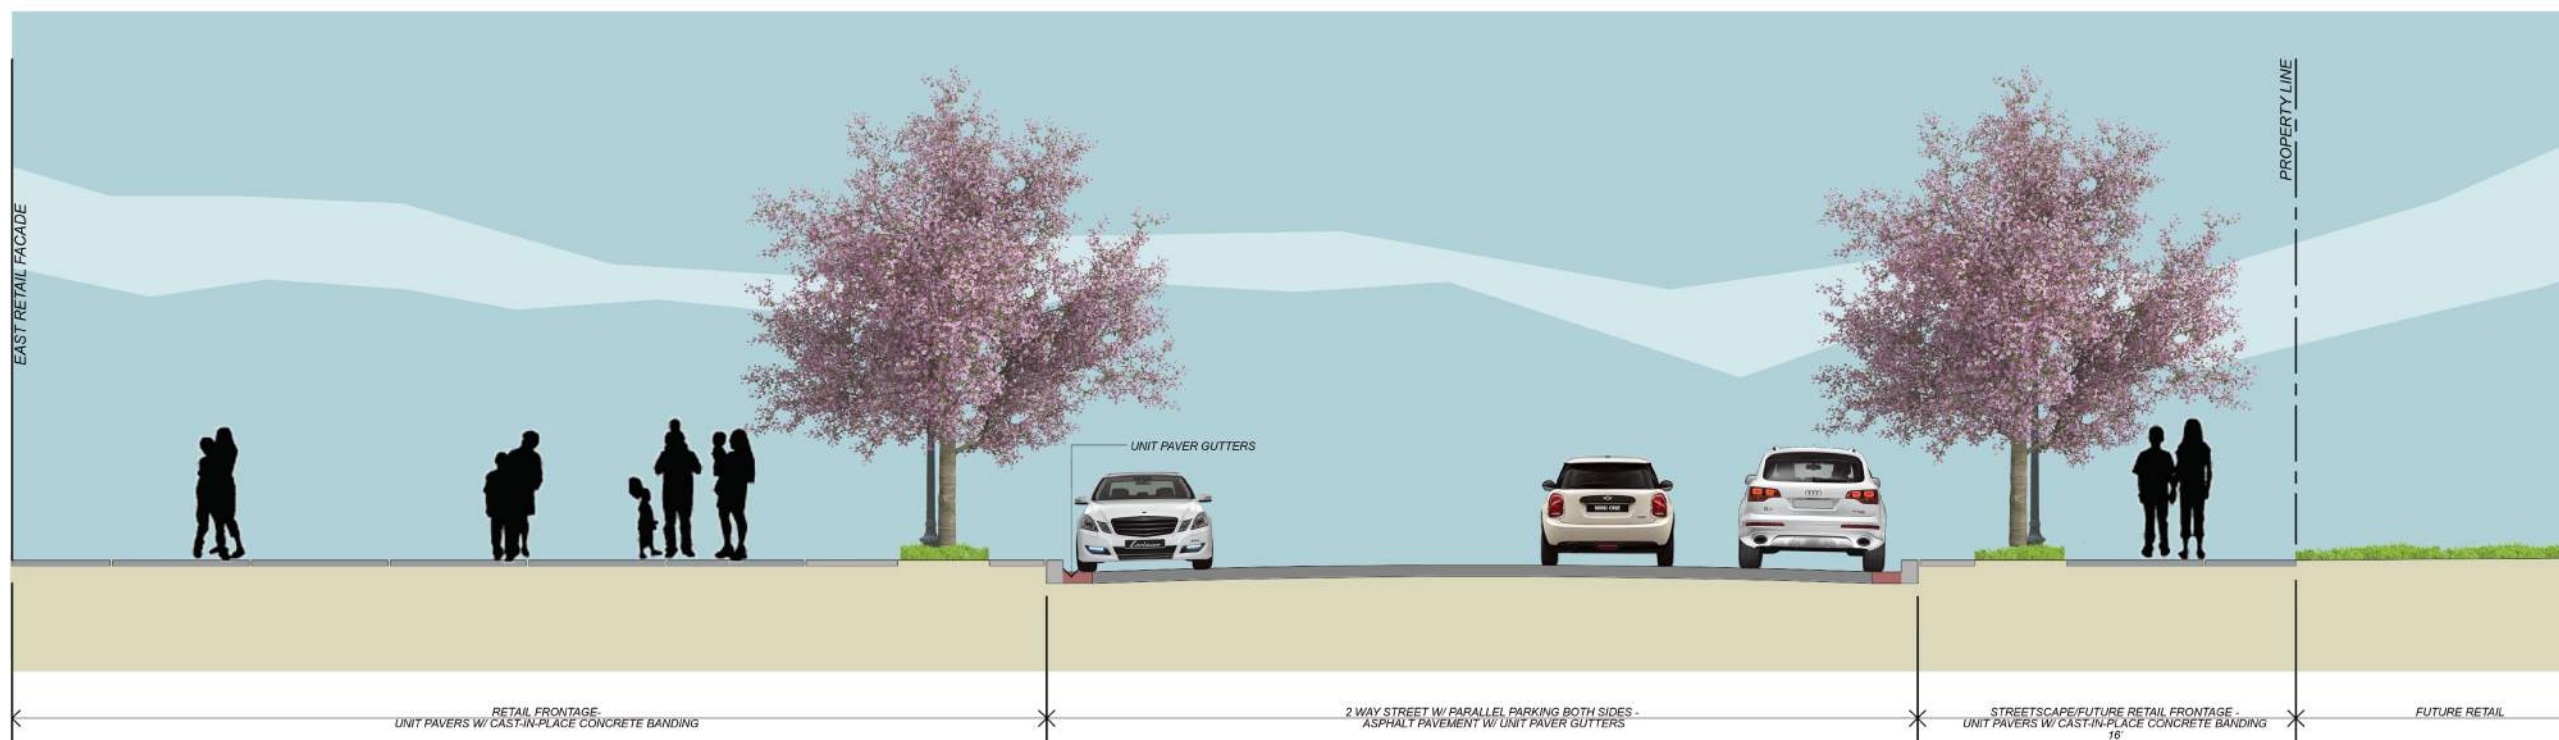 EAST RETAIL FACADE
PROPERTY LINE
UNIT PAVER GUTTERS
MINI ONE
RETAIL FRONTAGE-
UNIT PAVERS W/ CAST-IN-PLACE CONCRETE BANDING
2 WAY STREET W/ PARALLEL PARKING BOTH SIDES -
ASPHALT PAVEMENT W/ UNIT PAVER GUTTERS
STREETSCAPE/FUTURE RETAIL FRONTAGE -
UNIT PAVERS W/ CAST-IN-PLACE CONCRETE BANDING
16'
FUTURE RETAIL